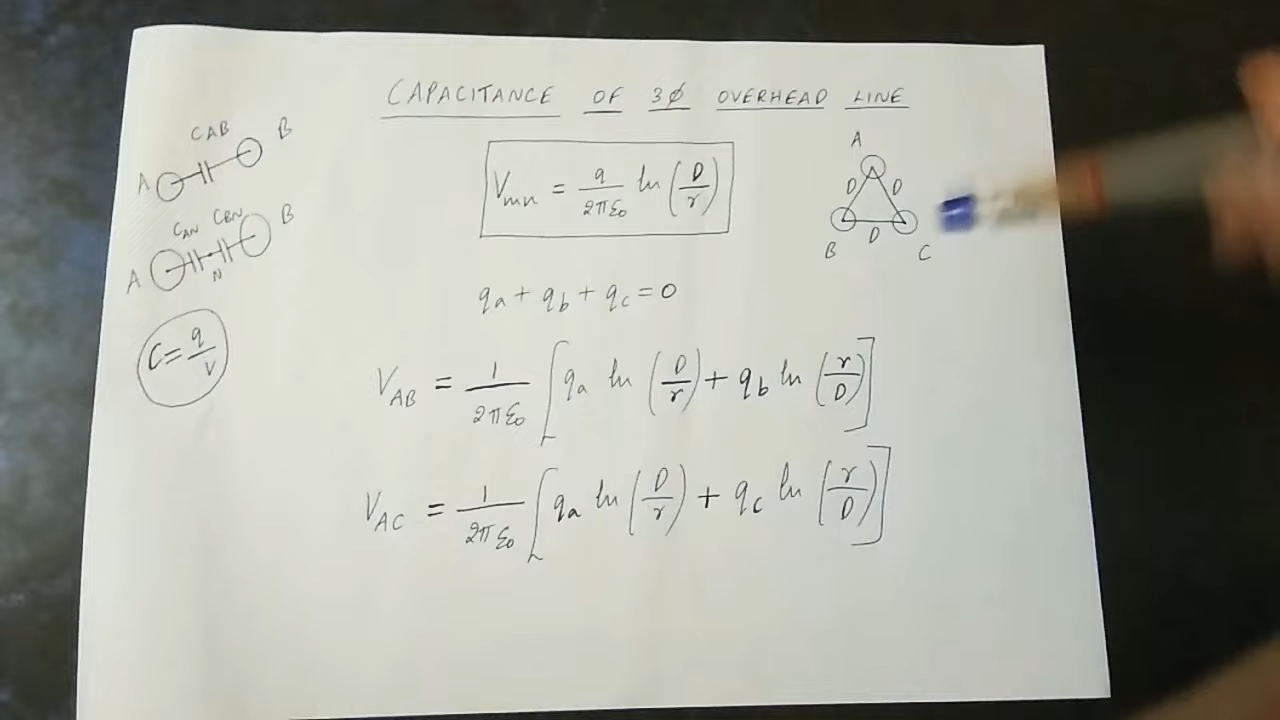 CAPACITANCE OF 3Ø OVERHEAD LINE
CAB
A B
CAN CBN
A N B
C = q/V
Vmn = q/2πε₀ ln (D/r)
A
D D
B D C
qa + qb + qc = 0
VAB = 1/2πε₀ [qa ln (D/r) + qb ln (r/D)]
VAC = 1/2πε₀ [qa ln (D/r) + qc ln (r/D)]